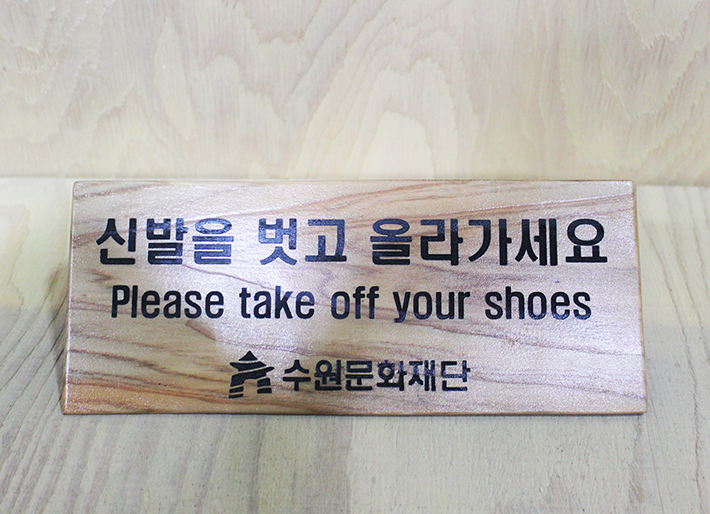 신발을 벗고 올라가세요
Please take off your shoes
수원문화재단